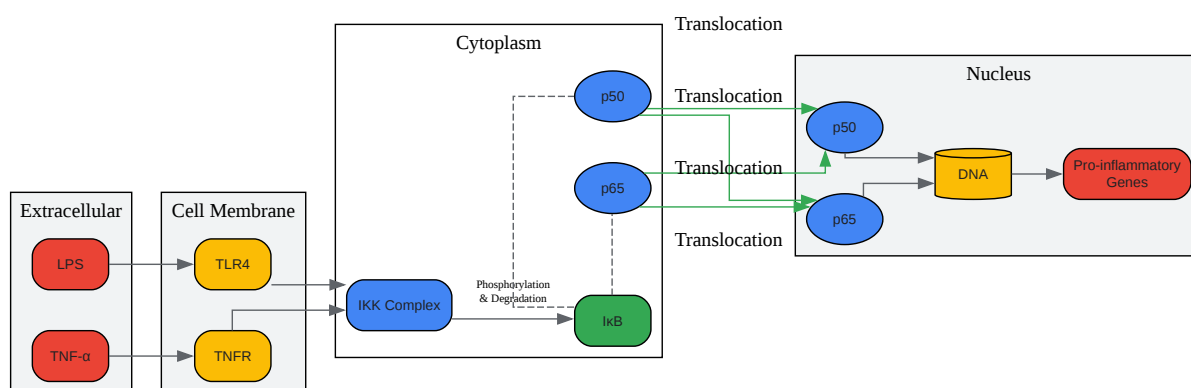 Translocation
Cytoplasm
Nucleus
p50
Translocation
p50
p65
Translocation
DNA
Pro-inflammatory
Genes
Extracellular
Cell Membrane
p65
Translocation
LPS
TLR4
Phosphorylation
& Degradation
IKK Complex
IκB
TNF-α
TNFR